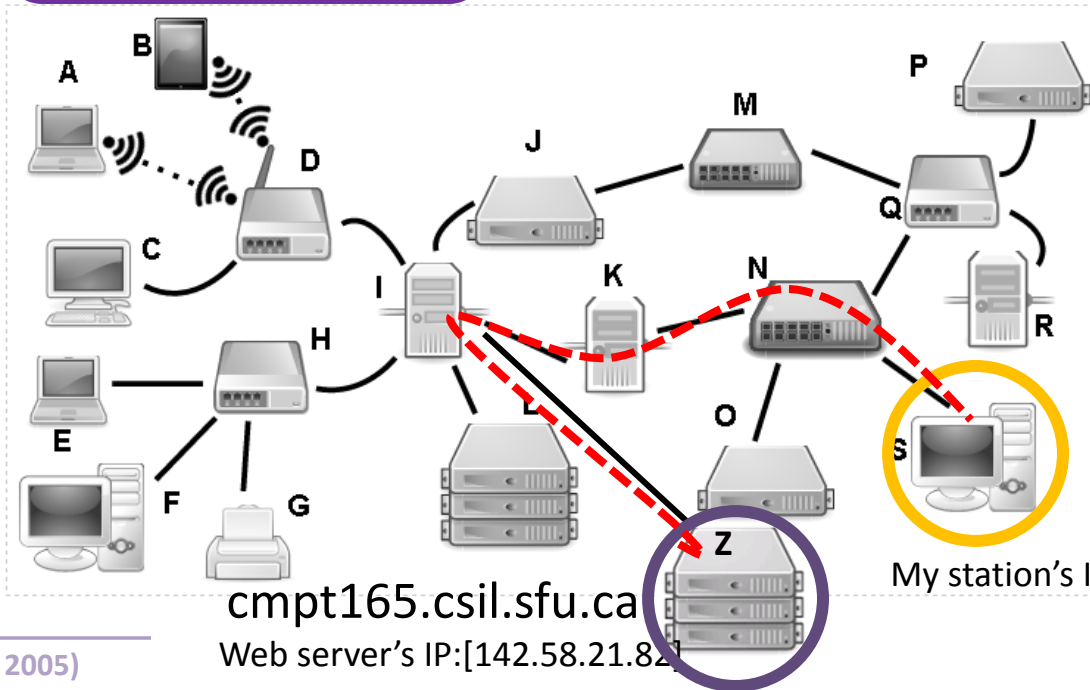 B
A
P
M
J
D
Q
C
K
N
I
R
H
L
O
E
S
F
G
Z
My station's I
cmpt165.csil.sfu.ca
Web server's IP:[142.58.21.82]
2005)